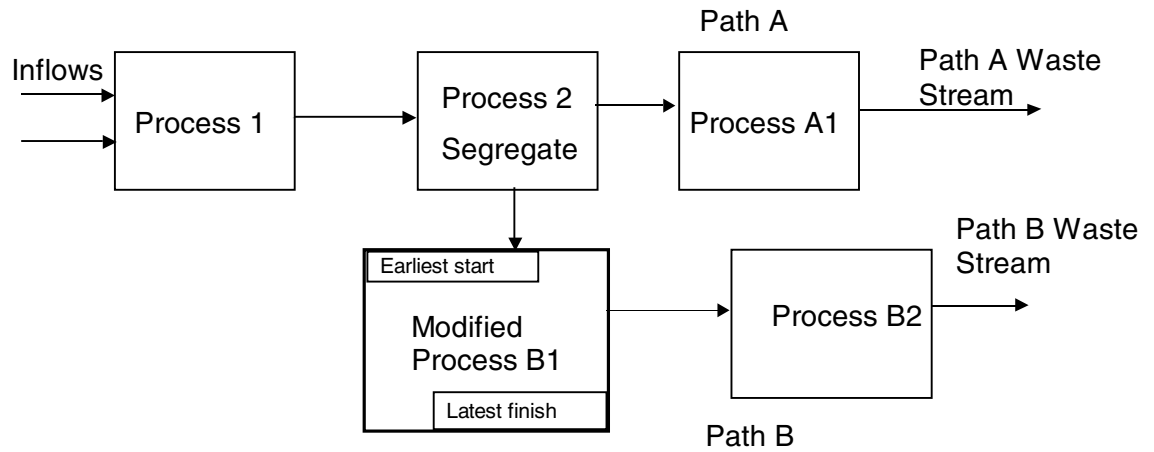 Path A
Inflows
Process 1
Process 2
Segregate
Process A1
Path A Waste
Stream
Earliest start
Modified
Process B1
Latest finish
Process B2
Path B Waste
Stream
Path B